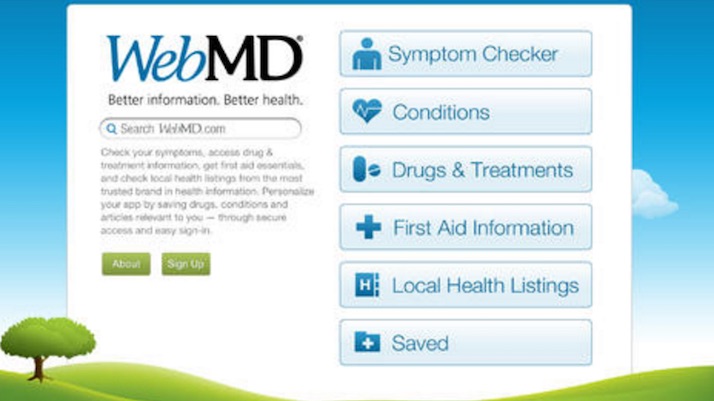 WebMD®
Better information. Better health.
Search WebMD.com
Check your symptoms, access drug &
treatment information, get first aid essentials,
and check local health listings from the most
trusted brand in health information. Personalize
your app by saving drugs, conditions and
articles relevant to you — through secure
access and easy sign-in.
About
Sign Up
Symptom Checker
Conditions
Drugs & Treatments
First Aid Information
H
Local Health Listings
Saved